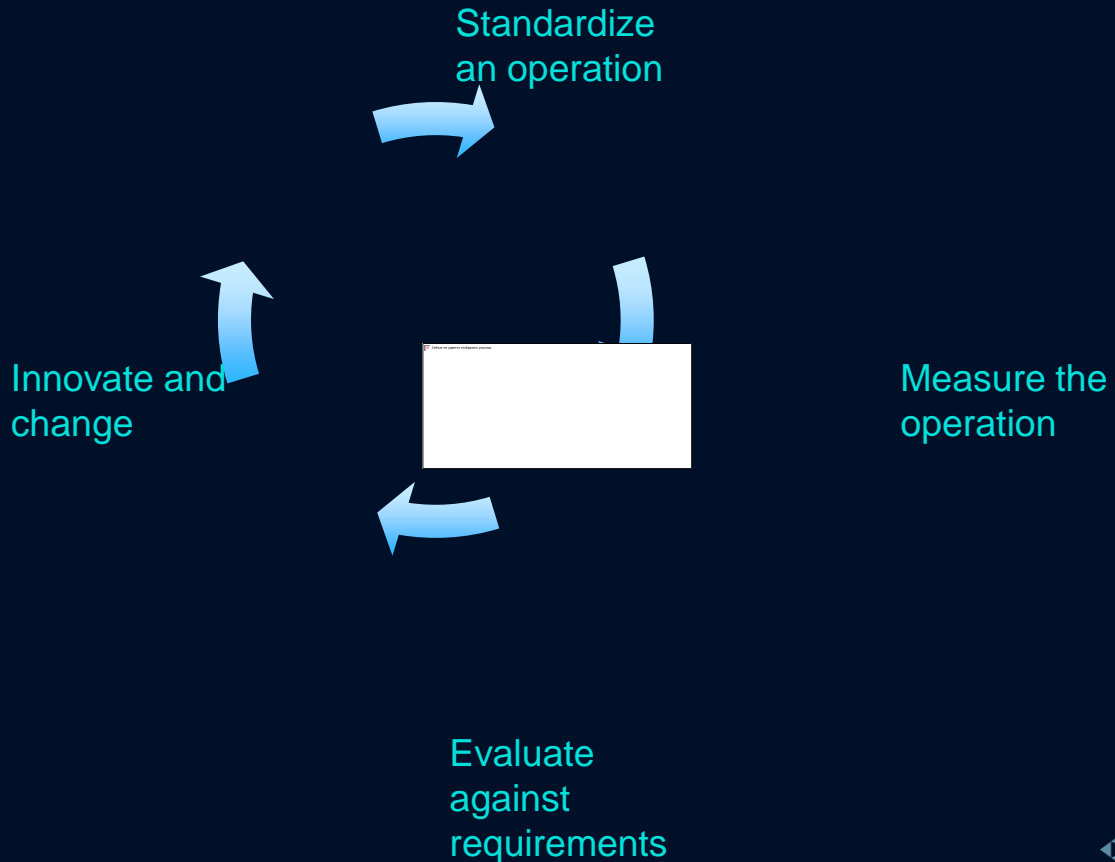 Standardize
an operation
Innovate and
change
Measure the
operation
Evaluate
against
requirements